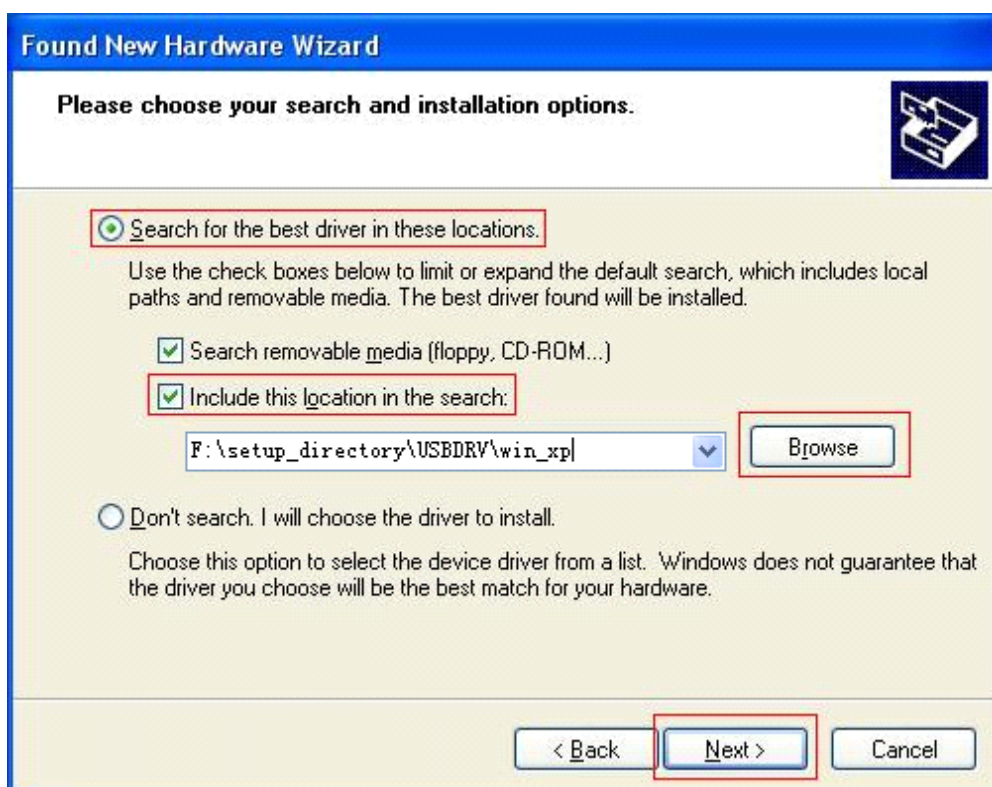 Found New Hardware Wizard
Please choose your search and installation options.
Search for the best driver in these locations.
Use the check boxes below to limit or expand the default search, which includes local
paths and removable media. The best driver found will be installed.
Search removable media (floppy, CD-ROM...)
Include this location in the search:
F:\setup_directory\USBDRV\win_xp
Browse
Don't search. I will choose the driver to install.
Choose this option to select the device driver from a list. Windows does not guarantee that
the driver you choose will be the best match for your hardware.
< Back
Next >
Cancel